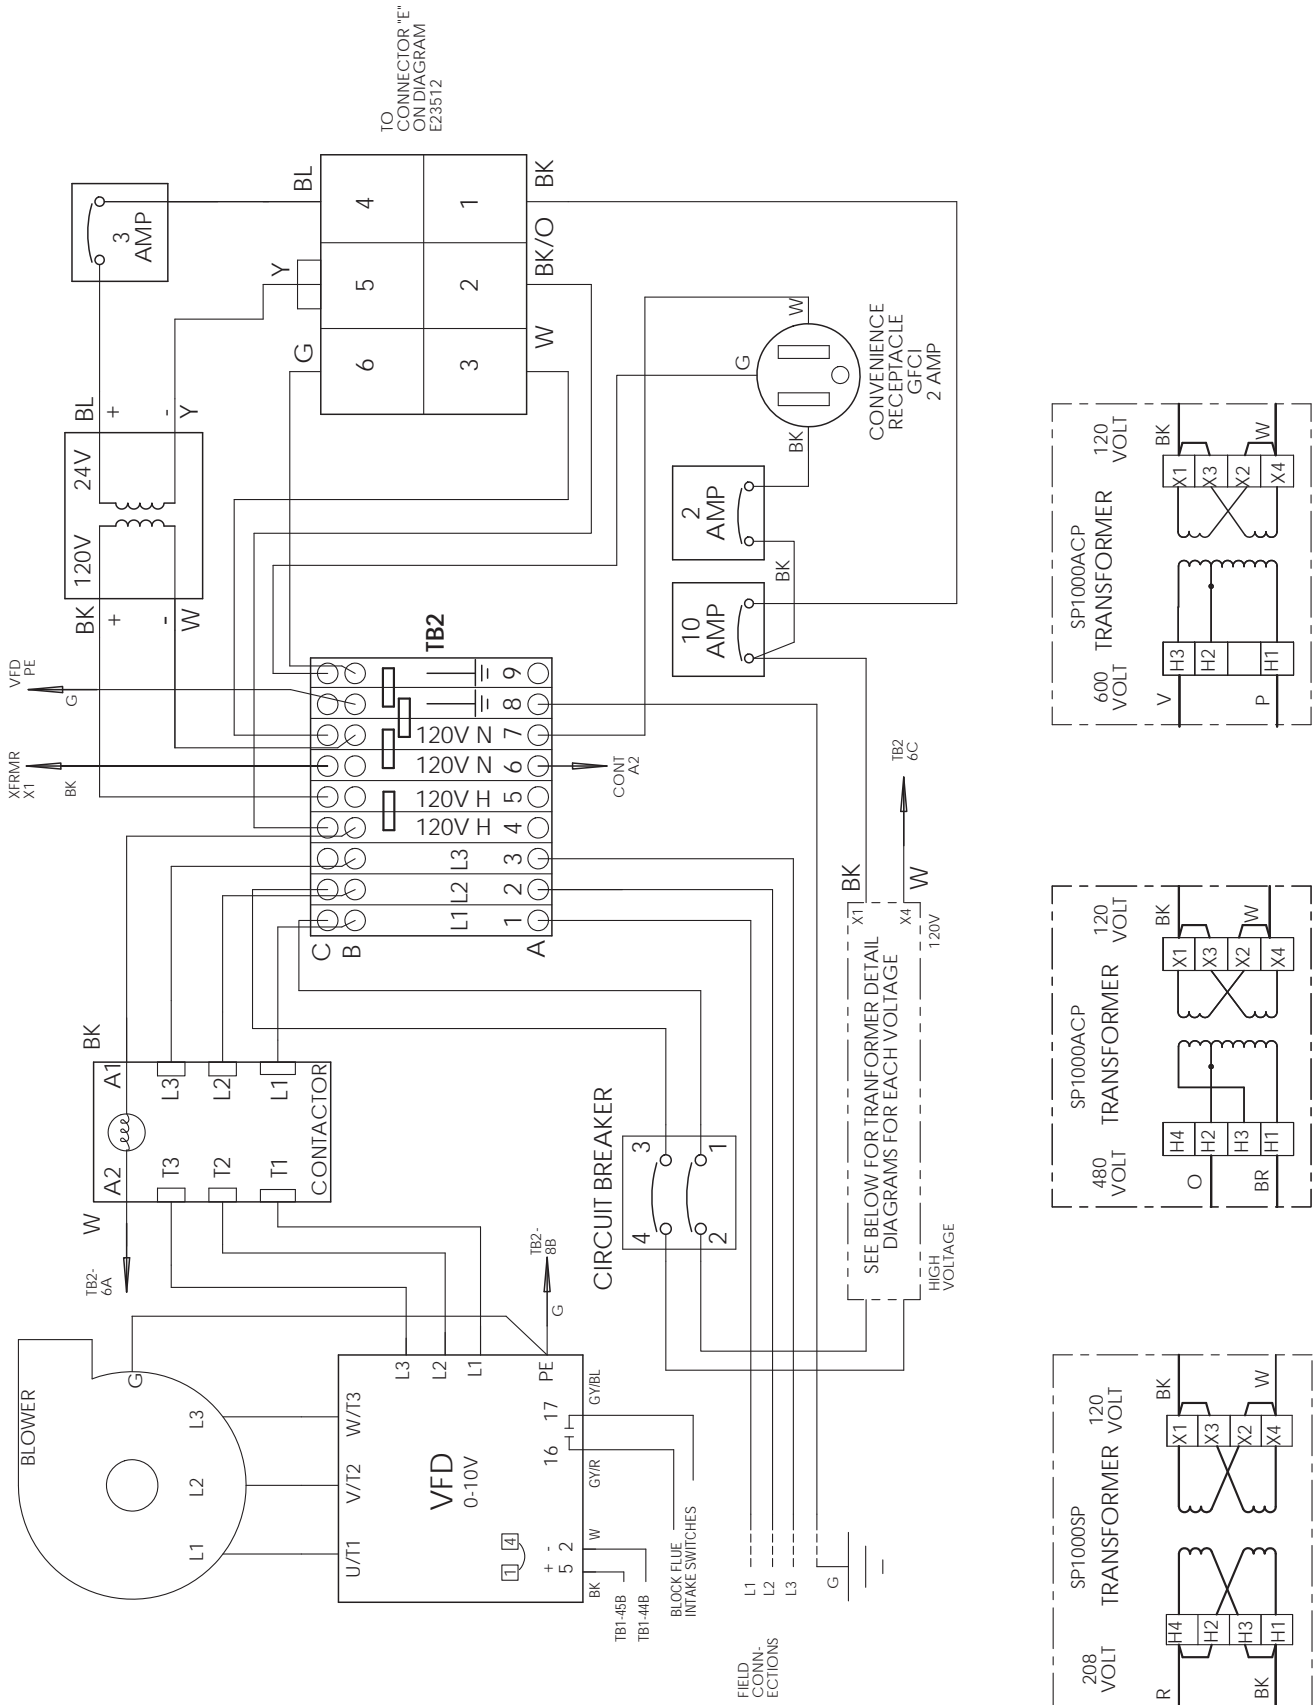 BLOWER
G
L1
L2
L3
U/T1
V/T2
W/T3
VFD
0-10V
1
4
+
-
5
2
BK
W
TB1-45B
TB1-44B
16
17
GY/R
GY/BL
BLOCK FLUE
INTAKE SWITCHES
L3
L2
L1
PE
G
TB2-
8B
TB2-
6A
W
A2
A1
BK
T3
L3
T2
L2
T1
L1
CONTACTOR
CIRCUIT BREAKER
4
3
2
1
FIELD
CONN-
ECTIONS
L1
L2
L3
G
SEE BELOW FOR TRANFORMER DETAIL
DIAGRAMS FOR EACH VOLTAGE
HIGH
VOLTAGE
X1
X4
120V
BK
W
TB2
6C
XFRMR
X1
BK
VFD
PE
G
C
B
A
L1
1
L2
2
L3
3
120V H
4
120V H
5
120V N
6
120V N
7
8
9
TB2
CONT
A2
BK
+
-
W
120V
24V
BL
+
-
Y
3
AMP
G
Y
BL
6
5
4
3
2
1
W
BK/O
BK
TO
CONNECTOR "E"
ON DIAGRAM
E23512
10
AMP
BK
2
AMP
BK
G
W
CONVENIENCE
RECEPTACLE
GFCI
2 AMP
208
VOLT
SP1000SP
TRANSFORMER
120
VOLT
R
BK
H4
H2
H3
H1
X1
X3
X2
X4
BK
W
480
VOLT
SP1000ACP
TRANSFORMER
120
VOLT
O
BR
H4
H2
H3
H1
X1
X3
X2
X4
BK
W
600
VOLT
SP1000ACP
TRANSFORMER
120
VOLT
V
P
H3
H2
H1
X1
X3
X2
X4
BK
W